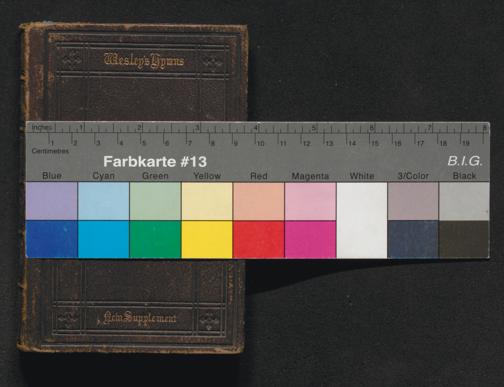 Wesley's Hymns
Inches 1 2 3 4 5 6 7 8
1 2 3 4 5 6 7 8 9 10 11 12 13 14 15 16 17 18 19
Centimetres
Farbkarte #13 B.I.G.
Blue Cyan Green Yellow Red Magenta White 3/Color Black
New Supplement